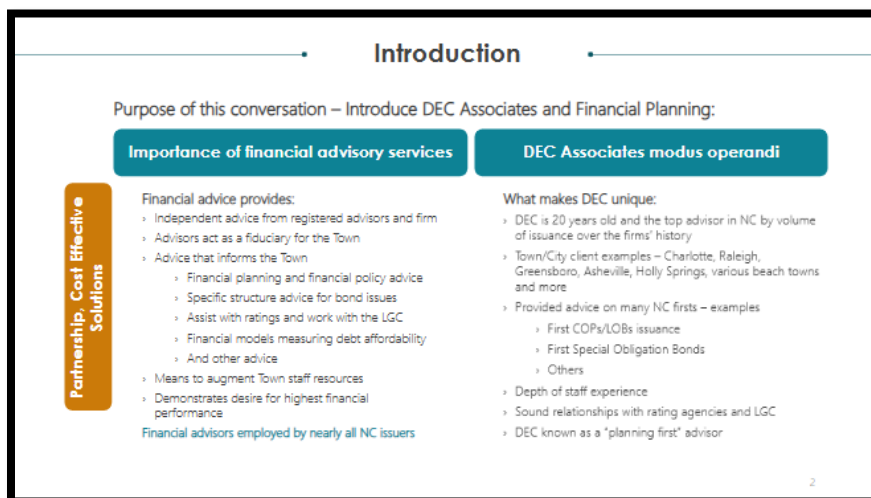 Introduction
Purpose of this conversation – Introduce DEC Associates and Financial Planning:
Importance of financial advisory services
DEC Associates modus operandi
Partnership, Cost Effective
Solutions
Financial advice provides:
› Independent advice from registered advisors and firm
› Advisors act as a fiduciary for the Town
› Advice that informs the Town
› Financial planning and financial policy advice
› Specific structure advice for bond issues
› Assist with ratings and work with the LGC
› Financial models measuring debt affordability
› And other advice
› Means to augment Town staff resources
› Demonstrates desire for highest financial
performance
Financial advisors employed by nearly all NC issuers
What makes DEC unique:
› DEC is 20 years old and the top advisor in NC by volume
of issuance over the firms' history
› Town/City client examples – Charlotte, Raleigh,
Greensboro, Asheville, Holly Springs, various beach towns
and more
› Provided advice on many NC firsts – examples
› First COPs/LOBs issuance
› First Special Obligation Bonds
› Others
› Depth of staff experience
› Sound relationships with rating agencies and LGC
› DEC known as a "planning first" advisor
2